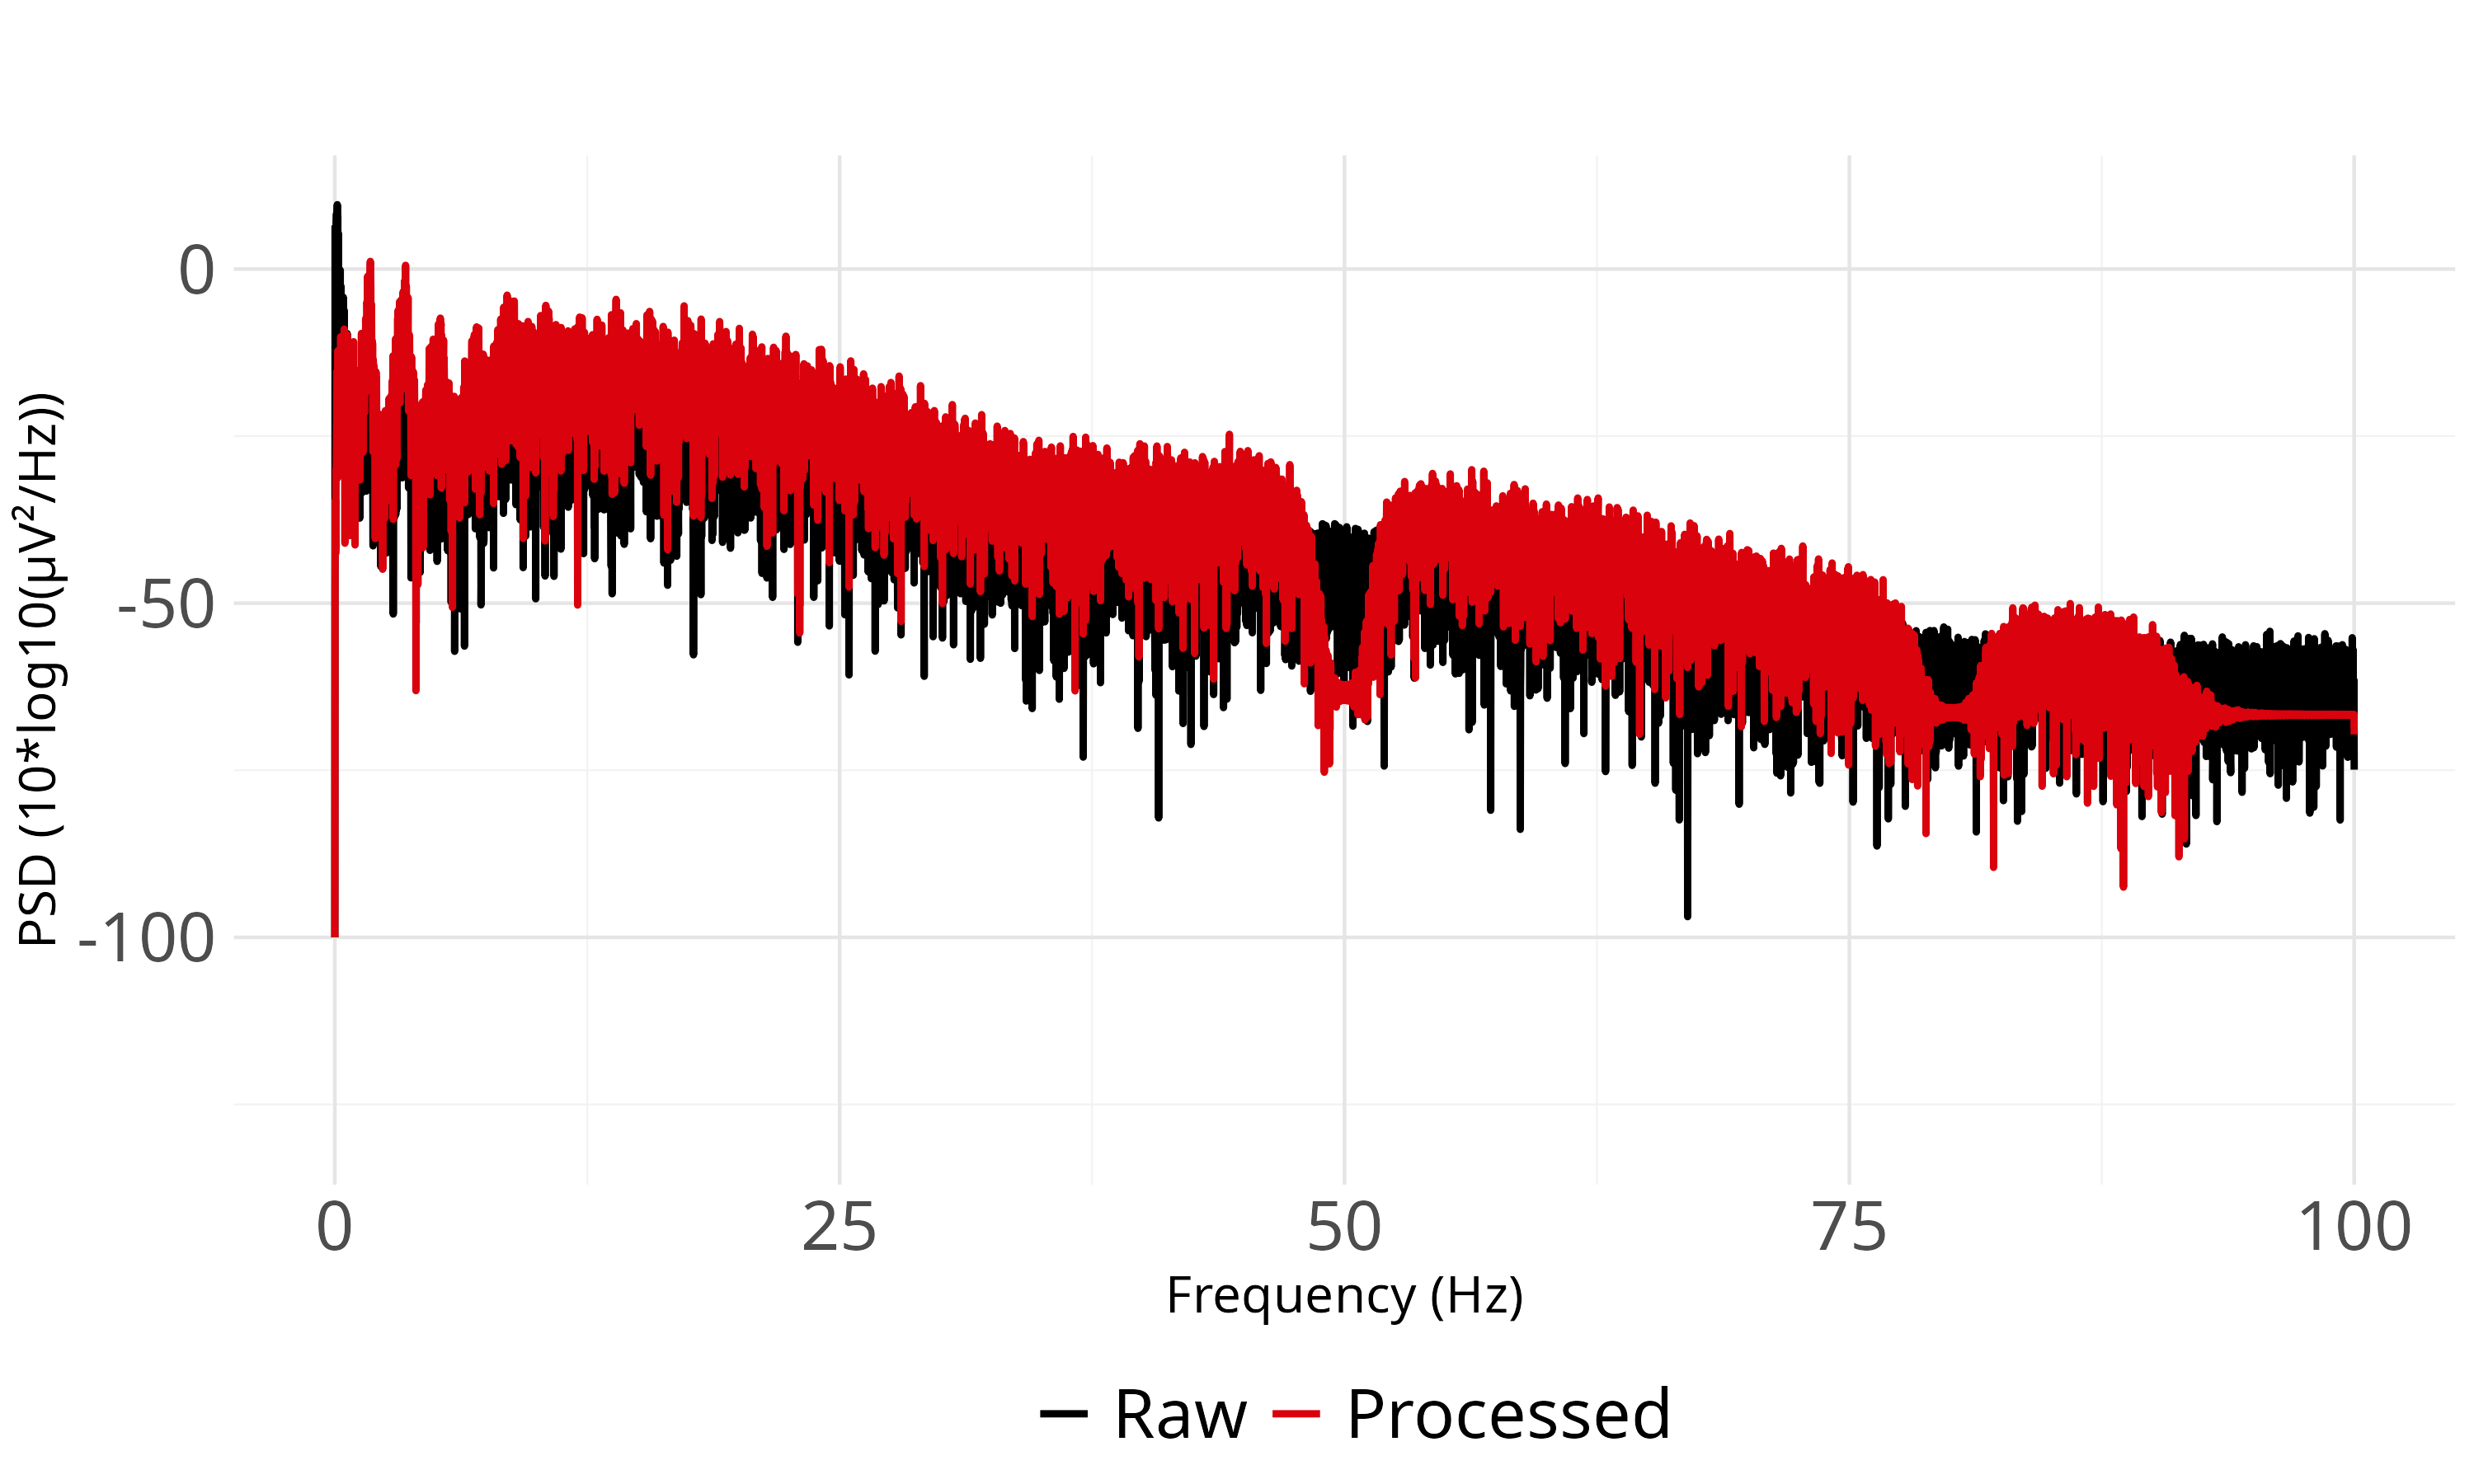 0
-50
-100
PSD (10*log10(µV²/Hz)))
0 25 50 75 100
Frequency (Hz)
Raw Processed